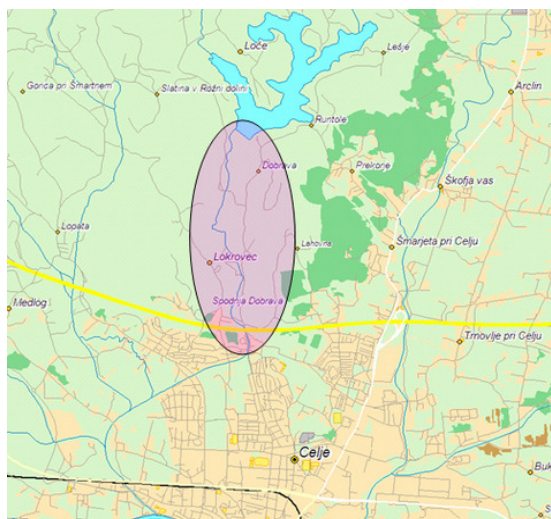 Loče
Lešje
Gorica pri Šmartnem
Slatina v Rožni dolini
Arclin
Runtole
Dobrava
Prekorje
Škofja vas
Lopata
Lahovna
Šmarjeta pri Celju
Lokrovec
Medlog
Spodnja Dobrava
Trnovlje pri Celju
Celje
Buk
S